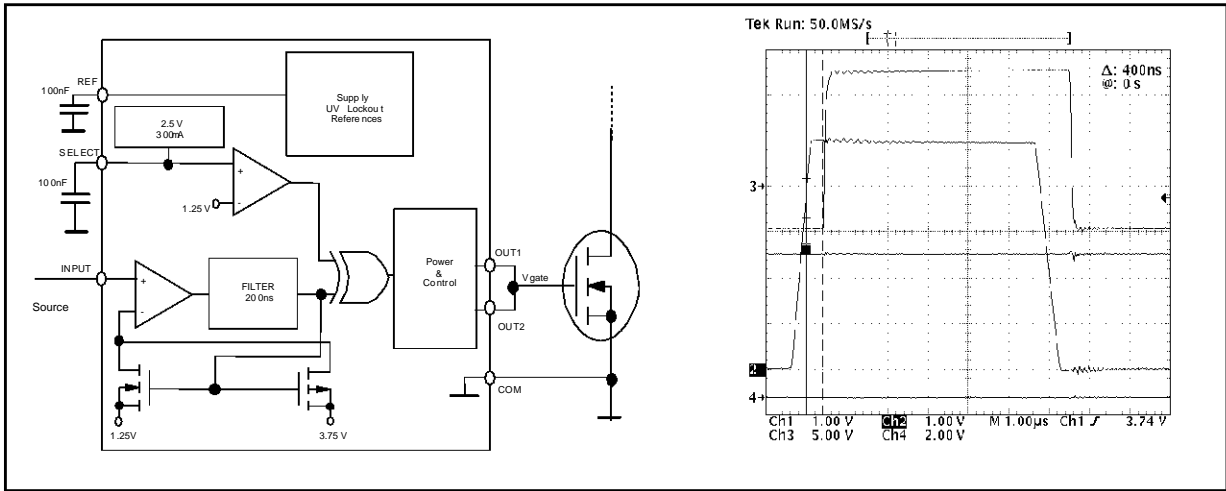 REF
100nF
Supply
UV Lockout
References
2.5 V
300mA
SELECT
100nF
+
-
1.25 V
INPUT
Source
+
-
FILTER
200ns
Power
&
Control
OUT1
OUT2
Vgate
COM
1.25V
3.75 V
Tek Run: 50.0MS/s
Δ: 400ns
@: 0 s
3
2
4
Ch1 1.00 V Ch2 1.00 V M 1.00µs Ch1 3.74 V
Ch3 5.00 V Ch4 2.00 V